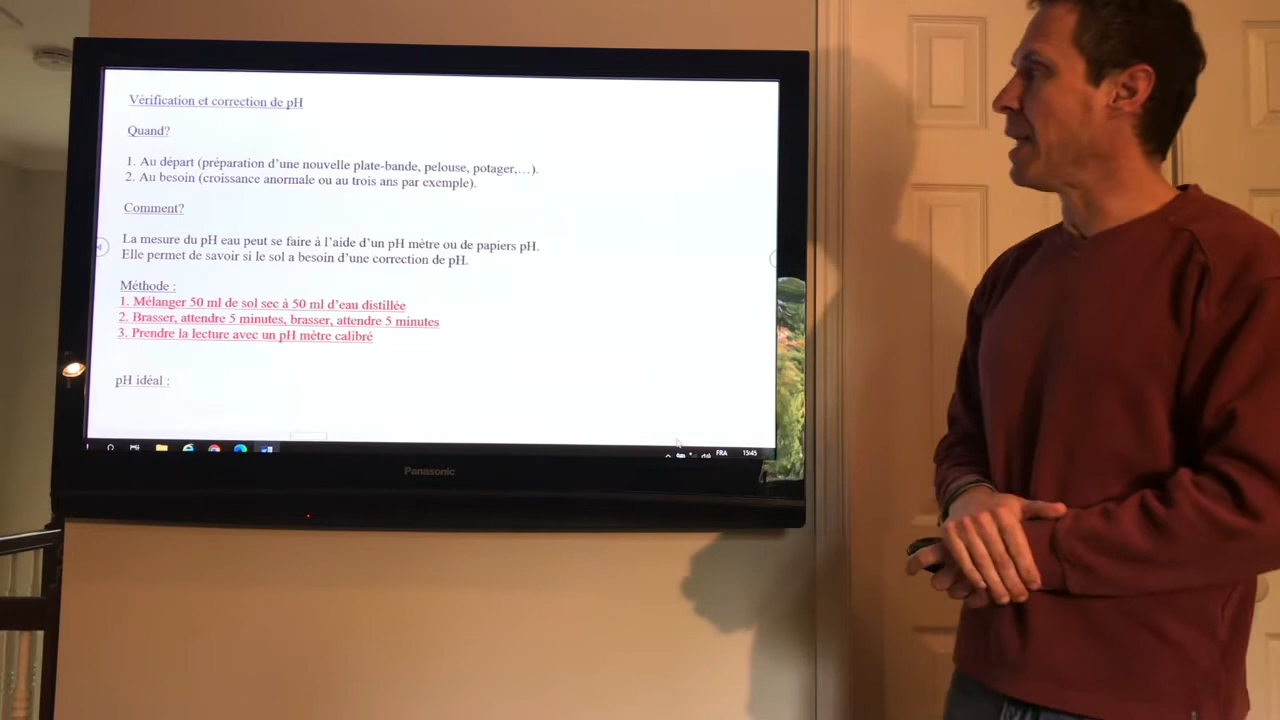 Vérification et correction de pH
Quand?
1. Au départ (préparation d’une nouvelle plate-bande, pelouse, potager,…).
2. Au besoin (croissance anormale ou au trois ans par exemple).
Comment?
La mesure du pH eau peut se faire à l’aide d’un pH mètre ou de papiers pH.
Elle permet de savoir si le sol a besoin d’une correction de pH.
Méthode :
1. Mélanger 50 ml de sol sec à 50 ml d’eau distillée
2. Brasser, attendre 5 minutes, brasser, attendre 5 minutes
3. Prendre la lecture avec un pH mètre calibré
pH idéal :
FRA 15:45
Panasonic